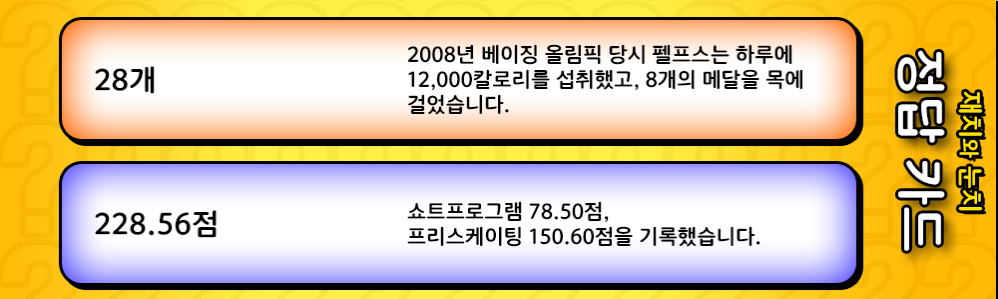 28개
2008년 베이징 올림픽 당시 펠프스는 하루에
12,000칼로리를 섭취했고, 8개의 메달을 목에
걸었습니다.
228.56점
쇼트프로그램 78.50점,
프리스케이팅 150.60점을 기록했습니다.
재치와 눈치
정답 카드